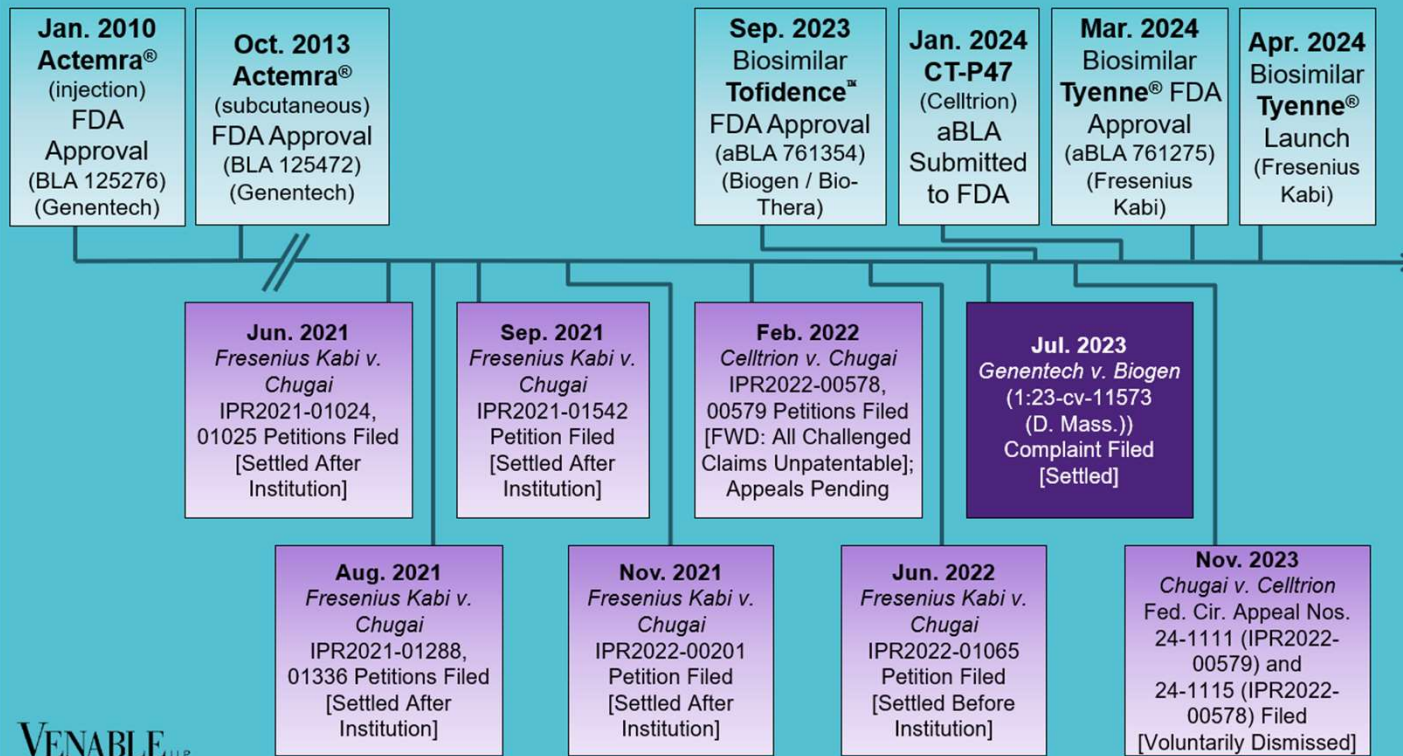 Jan. 2010
Actemra®
(injection)
FDA
Approval
(BLA 125276)
(Genentech)
Oct. 2013
Actemra®
(subcutaneous)
FDA Approval
(BLA 125472)
(Genentech)
Sep. 2023
Biosimilar
Tofidence™
FDA Approval
(aBLA 761354)
(Biogen / Bio-
Thera)
Jan. 2024
CT-P47
(Celltrion)
aBLA
Submitted
to FDA
Mar. 2024
Biosimilar
Tyenne® FDA
Approval
(aBLA 761275)
(Fresenius
Kabi)
Apr. 2024
Biosimilar
Tyenne®
Launch
(Fresenius
Kabi)
Jun. 2021
Fresenius Kabi v.
Chugai
IPR2021-01024,
01025 Petitions Filed
[Settled After
Institution]
Sep. 2021
Fresenius Kabi v.
Chugai
IPR2021-01542
Petition Filed
[Settled After
Institution]
Feb. 2022
Celltrion v. Chugai
IPR2022-00578,
00579 Petitions Filed
[FWD: All Challenged
Claims Unpatentable];
Appeals Pending
Jul. 2023
Genentech v. Biogen
(1:23-cv-11573
(D. Mass.))
Complaint Filed
[Settled]
Aug. 2021
Fresenius Kabi v.
Chugai
IPR2021-01288,
01336 Petitions Filed
[Settled After
Institution]
Nov. 2021
Fresenius Kabi v.
Chugai
IPR2022-00201
Petition Filed
[Settled After
Institution]
Jun. 2022
Fresenius Kabi v.
Chugai
IPR2022-01065
Petition Filed
[Settled Before
Institution]
Nov. 2023
Chugai v. Celltrion
Fed. Cir. Appeal Nos.
24-1111 (IPR2022-
00579) and
24-1115 (IPR2022-
00578) Filed
[Voluntarily Dismissed]
VENABLE LLP